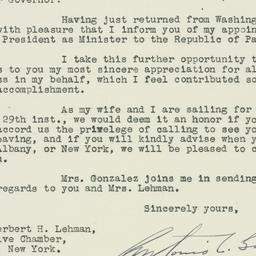 Governor:
Having just returned from Washing
with pleasure that I inform you of my appoin
President as Minister to the Republic of Pa
I take this further opportunity t
s to you my most sincere appreciation for al
ss in my behalf, which I feel contributed so
accomplishment.
As my wife and I are sailing for
29th inst., we would deem it an honor if yo
accord us the privelege of calling to see yo
eaving, and if you will kindly advise when y
Albany, or New York, we will be pleased to c
u.
Mrs. Gonzalez joins me in sending
regards to you and Mrs. Lehman.
Sincerely yours,
erbert H. Lehman,
ive Chamber,
New York.
Antonio C. Go